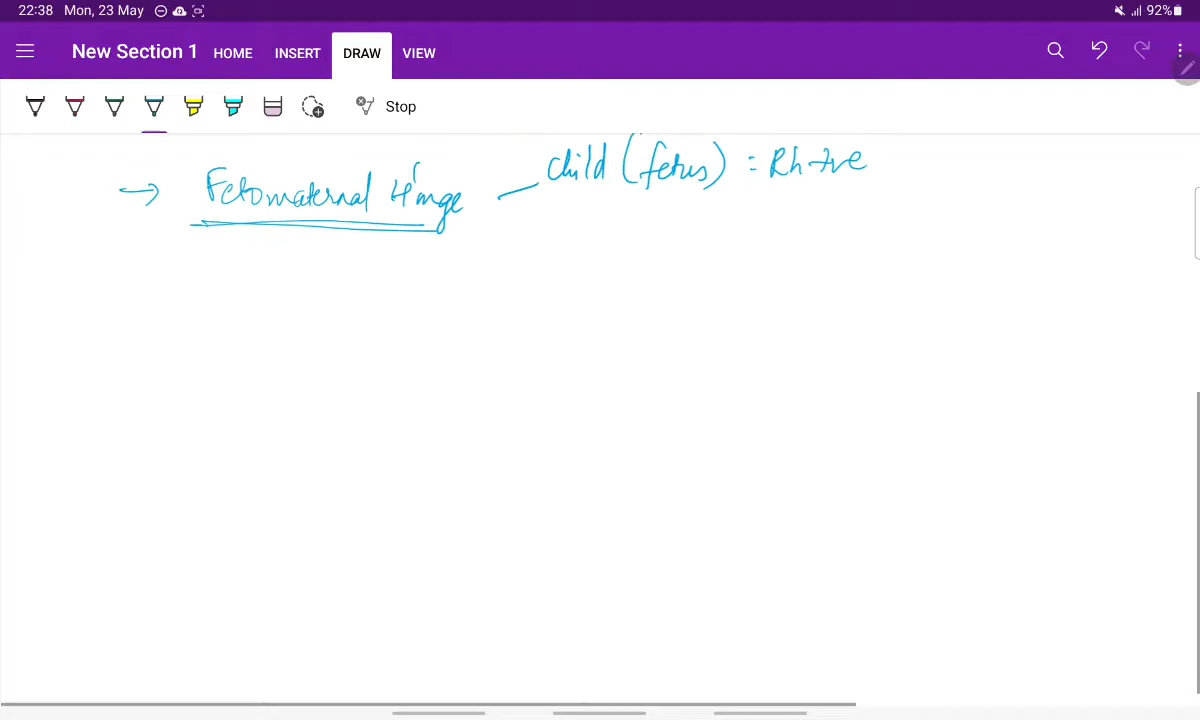 22:38 Mon, 23 May 92%
New Section 1 HOME INSERT DRAW VIEW
Stop
child (fetus) = Rh +ve
→ Fetomaternal H'mge —